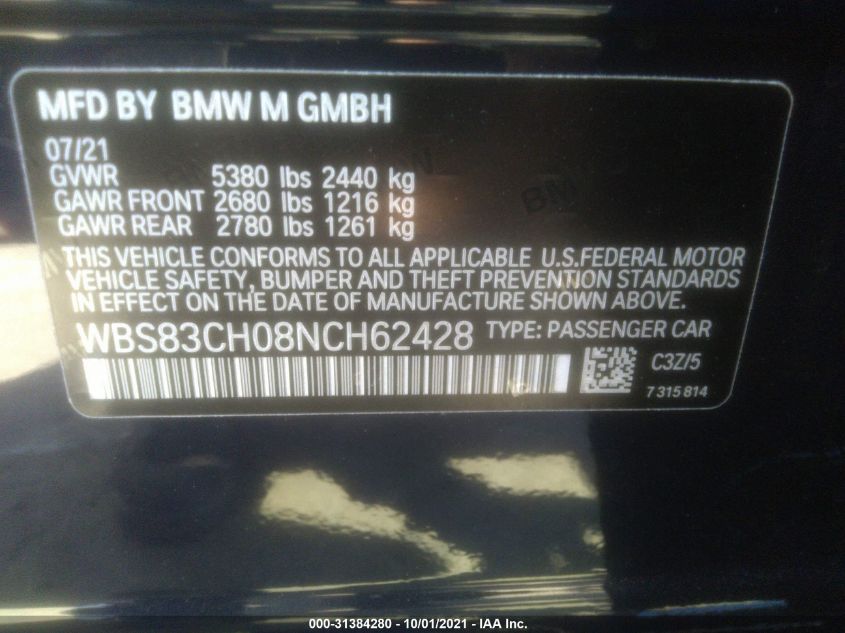 MFD BY BMW M GMBH
07/21
GVWR 5380 lbs 2440 kg
GAWR FRONT 2680 lbs 1216 kg
GAWR REAR 2780 lbs 1261 kg
THIS VEHICLE CONFORMS TO ALL APPLICABLE U.S.FEDERAL MOTOR
VEHICLE SAFETY, BUMPER AND THEFT PREVENTION STANDARDS
IN EFFECT ON THE DATE OF MANUFACTURE SHOWN ABOVE.
WBS83CH08NCH62428 TYPE: PASSENGER CAR
C3Z/5
7 315 814
000-31384280 - 10/01/2021 - IAA Inc.